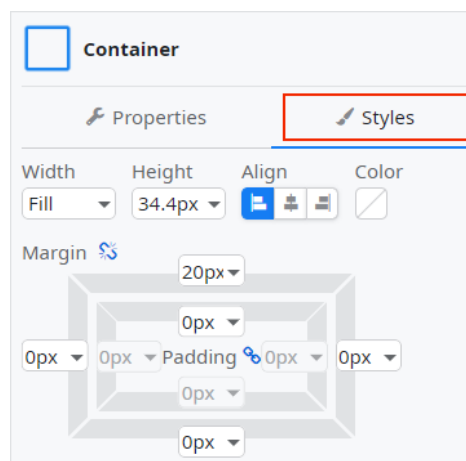 Container
Properties Styles
Width Height Align Color
Fill 34.4px
Margin
20px
0px
0px 0px Padding 0px 0px
0px
0px